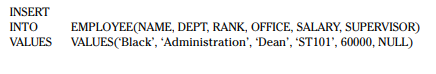 INSERT
INTO EMPLOYEE(NAME, DEPT, RANK, OFFICE, SALARY, SUPERVISOR)
VALUES VALUES(‘Black’, ‘Administration’, ‘Dean’, ‘ST101’, 60000, NULL)